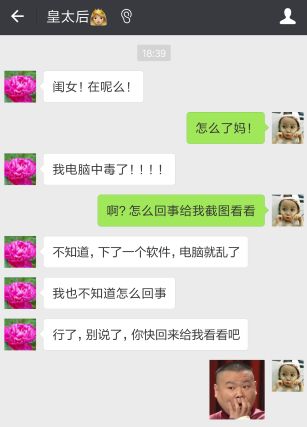 皇太后
18:39
闺女！在呢么！
怎么了妈！
我电脑中毒了！！！！
啊？怎么回事给我截图看看
不知道，下了一个软件，电脑就乱了
我也不知道怎么回事
行了，别说了，你快回来给我看看吧